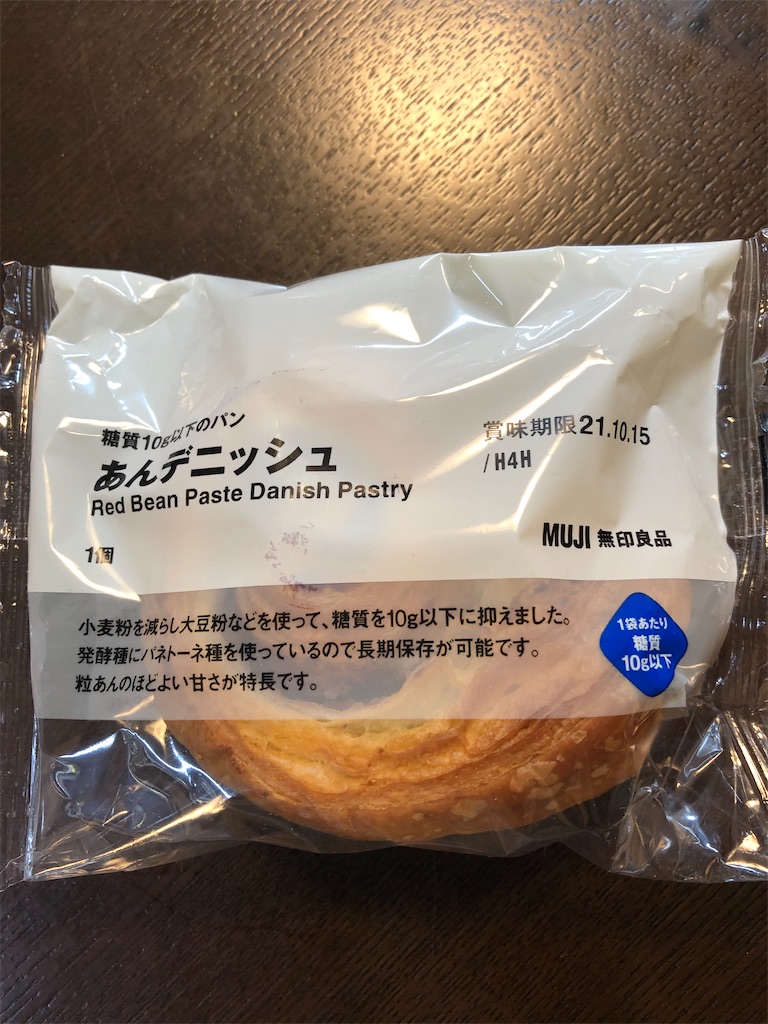 糖質10g以下のパン
あんデニッシュ
Red Bean Paste Danish Pastry
1個
賞味期限21.10.15
/H4H
MUJI 無印良品
小麦粉を減らし大豆粉などを使って、糖質を10g以下に抑えました。
発酵種にパネトーネ種を使っているので長期保存が可能です。
粒あんのほどよい甘さが特長です。
1袋あたり
糖質
10g以下